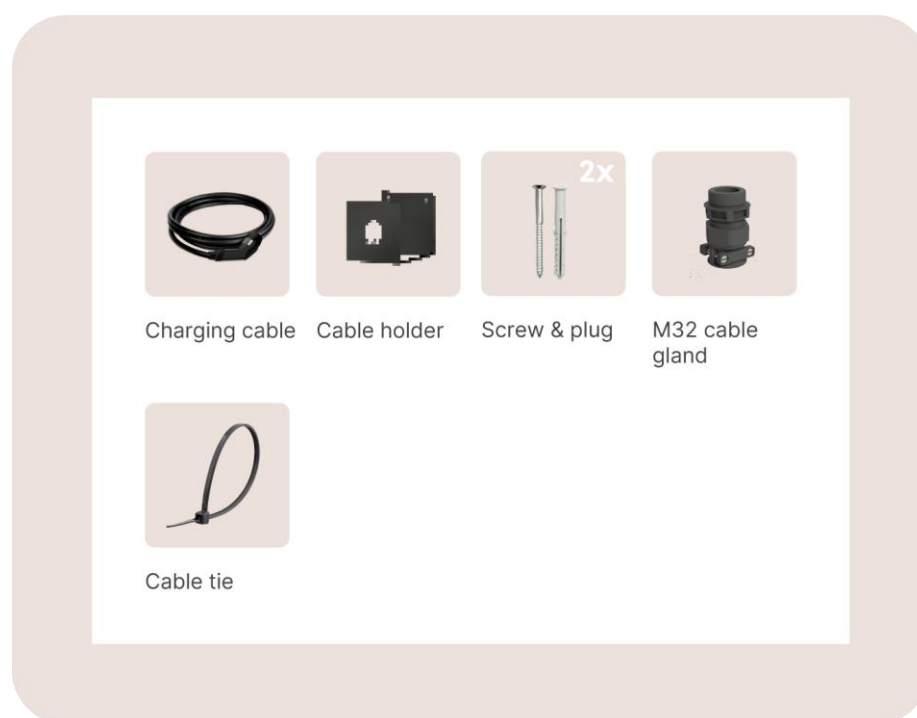 2x
Charging cable
Cable holder
Screw & plug
M32 cable
gland
Cable tie